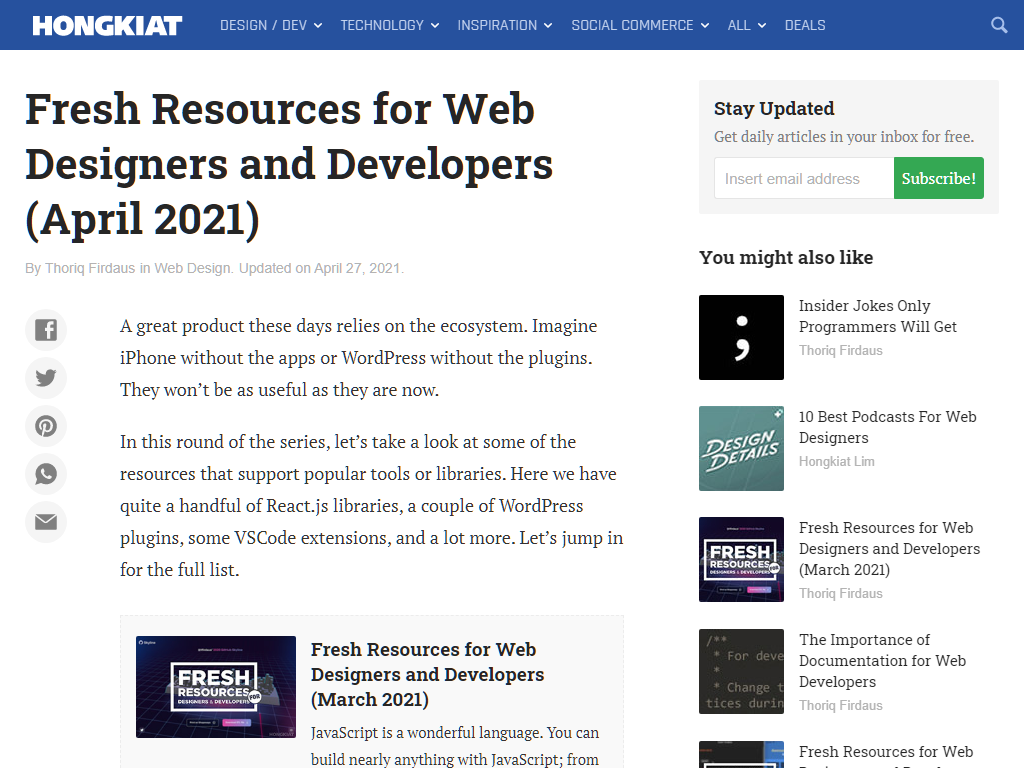 HONGKIAT
DESIGN / DEV
TECHNOLOGY
INSPIRATION
SOCIAL COMMERCE
ALL
DEALS
Fresh Resources for Web
Designers and Developers
(April 2021)
By Thoriq Firdaus in Web Design. Updated on April 27, 2021.
A great product these days relies on the ecosystem. Imagine
iPhone without the apps or WordPress without the plugins.
They won’t be as useful as they are now.
In this round of the series, let’s take a look at some of the
resources that support popular tools or libraries. Here we have
quite a handful of React.js libraries, a couple of WordPress
plugins, some VSCode extensions, and a lot more. Let’s jump in
for the full list.
FRESH
RESOURCES
FOR
DESIGNERS & DEVELOPERS
Fresh Resources for Web
Designers and Developers
(March 2021)
JavaScript is a wonderful language. You can
build nearly anything with JavaScript; from
Stay Updated
Get daily articles in your inbox for free.
Insert email address
Subscribe!
You might also like
;
Insider Jokes Only
Programmers Will Get
Thoriq Firdaus
DESIGN
DETAILS
10 Best Podcasts For Web
Designers
Hongkiat Lim
FRESH
RESOURCES
FOR
DESIGNERS & DEVELOPERS
Fresh Resources for Web
Designers and Developers
(March 2021)
Thoriq Firdaus
/**
* For deve
*
* Change t
tices durin
The Importance of
Documentation for Web
Developers
Thoriq Firdaus
Fresh Resources for Web